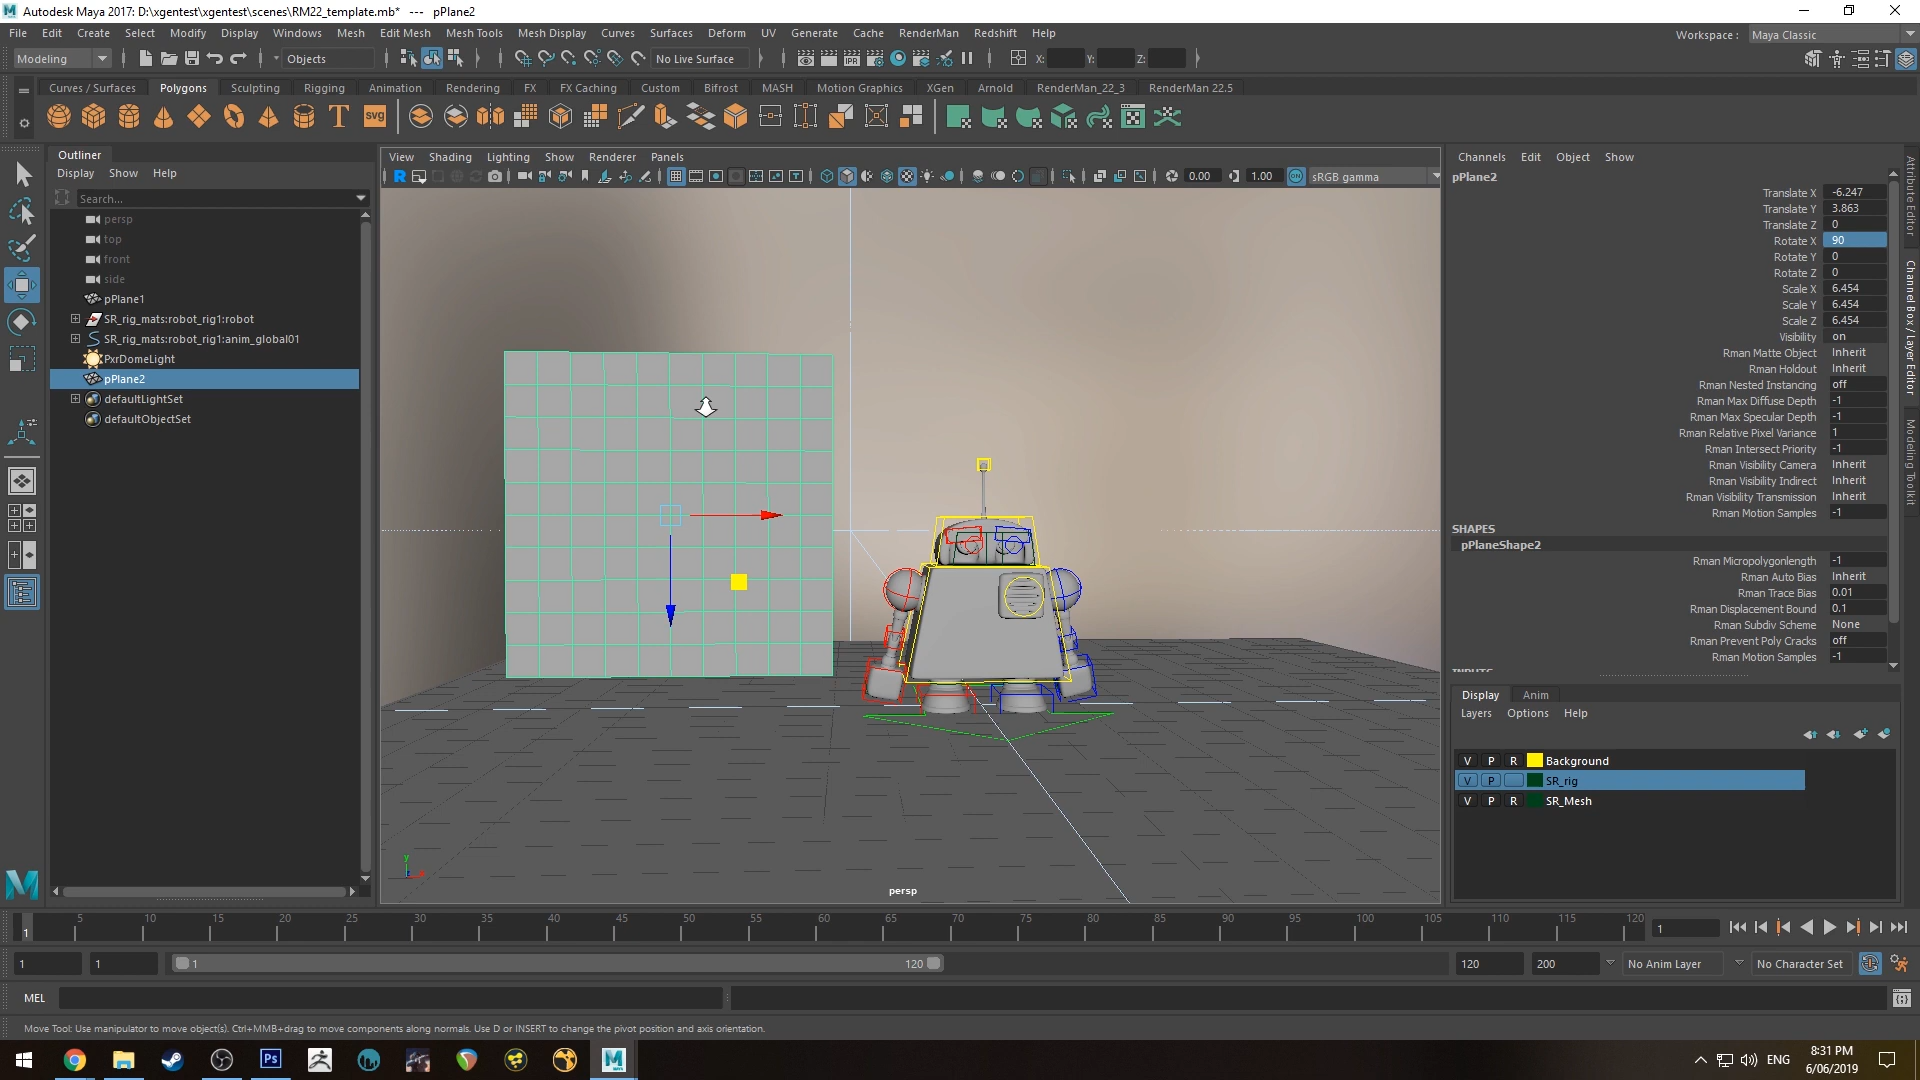 Autodesk Maya 2017: D:\xgentest\xgentest\scenes\RM22_template.mb*   ---   pPlane2
File Edit Create Select Modify Display Windows Mesh Edit Mesh Mesh Tools Mesh Display Curves Surfaces Deform UV Generate Cache RenderMan Redshift Help
Workspace : Maya Classic
Modeling Objects No Live Surface X: Y: Z:
Curves / Surfaces Polygons Sculpting Rigging Animation Rendering FX FX Caching Custom Bifrost MASH Motion Graphics XGen Arnold RenderMan_22_3 RenderMan 22.5
T svg
Outliner
Display Show Help
Search...
persp
top
front
side
pPlane1
SR_rig_mats:robot_rig1:robot
SR_rig_mats:robot_rig1:anim_global01
PxrDomeLight
pPlane2
defaultLightSet
defaultObjectSet
View Shading Lighting Show Renderer Panels
0.00 1.00 sRGB gamma
y
persp
Channels Edit Object Show
pPlane2
Translate X -6.247
Translate Y 3.863
Translate Z 0
Rotate X 90
Rotate Y 0
Rotate Z 0
Scale X 6.454
Scale Y 6.454
Scale Z 6.454
Visibility on
Rman Matte Object Inherit
Rman Holdout Inherit
Rman Nested Instancing off
Rman Max Diffuse Depth -1
Rman Max Specular Depth -1
Rman Relative Pixel Variance 1
Rman Intersect Priority -1
Rman Visibility Camera Inherit
Rman Visibility Indirect Inherit
Rman Visibility Transmission Inherit
Rman Motion Samples -1
SHAPES
pPlaneShape2
Rman Micropolygonlength -1
Rman Auto Bias Inherit
Rman Trace Bias 0.01
Rman Displacement Bound 0.1
Rman Subdiv Scheme None
Rman Prevent Poly Cracks off
Rman Motion Samples -1
Attribute Editor
Channel Box / Layer Editor
Modeling Toolkit
Display Anim
Layers Options Help
V P R Background
V P SR_rig
V P R SR_Mesh
5 10 15 20 25 30 35 40 45 50 55 60 65 70 75 80 85 90 95 100 105 110 115 120
1 1
1 1 1 120 120 200 No Anim Layer No Character Set
MEL
Move Tool: Use manipulator to move object(s). Ctrl+MMB+drag to move components along normals. Use D or INSERT to change the pivot position and axis orientation.
Ps ENG 8:31 PM
6/06/2019